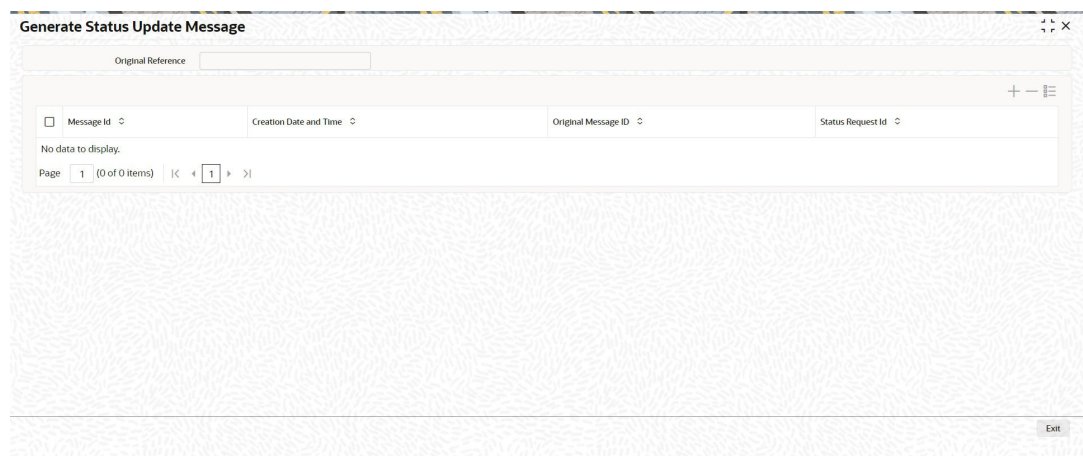 Generate Status Update Message
Original Reference
Message Id Creation Date and Time Original Message ID Status Request Id
No data to display.
Page 1 (0 of 0 items) 1
Exit